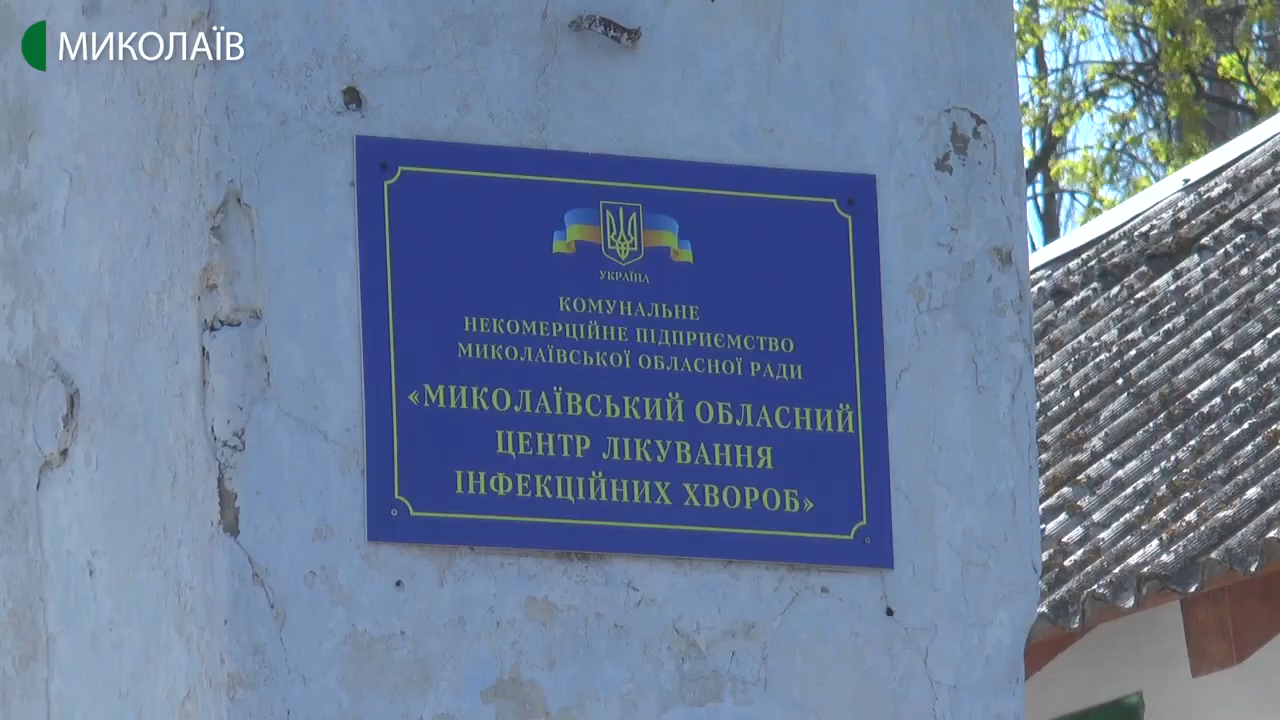 МИКОЛАЇВ
УКРАЇНА
КОМУНАЛЬНЕ
НЕКОМЕРЦІЙНЕ ПІДПРИЄМСТВО
МИКОЛАЇВСЬКОЇ ОБЛАСНОЇ РАДИ
«МИКОЛАЇВСЬКИЙ ОБЛАСНИЙ
ЦЕНТР ЛІКУВАННЯ
ІНФЕКЦІЙНИХ ХВОРОБ»